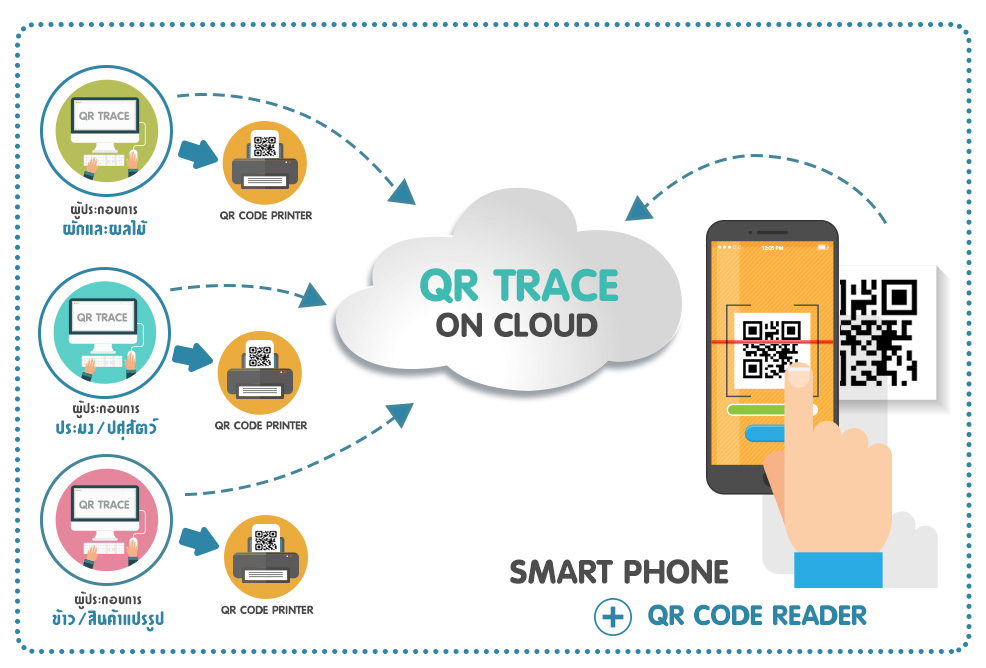 QR TRACE
ผู้ประกอบการ
ผักและผลไม้
QR CODE PRINTER
QR TRACE
ผู้ประกอบการ
ประมง / ปศุสัตว์
QR CODE PRINTER
QR TRACE
ผู้ประกอบการ
ข้าว / สินค้าแปรรูป
QR CODE PRINTER
QR TRACE
ON CLOUD
12:05 PM
SMART PHONE
+ QR CODE READER